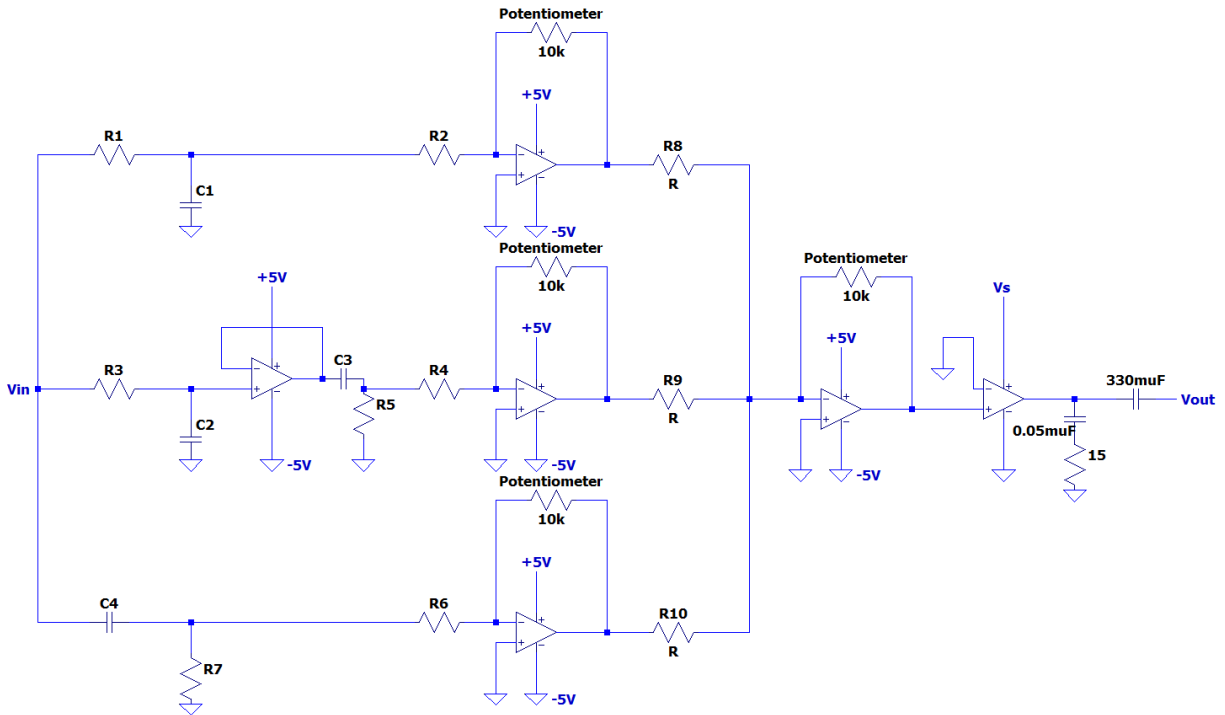 Potentiometer
10k
+5V
R1
R2
R8
R
C1
-5V
Potentiometer
10k
+5V
+5V
Vin
R3
C3
R4
R9
R
R5
C2
-5V
-5V
Potentiometer
10k
+5V
Vs
330muF
Vout
0.05muF
15
-5V
Potentiometer
10k
+5V
C4
R6
R10
R
R7
-5V